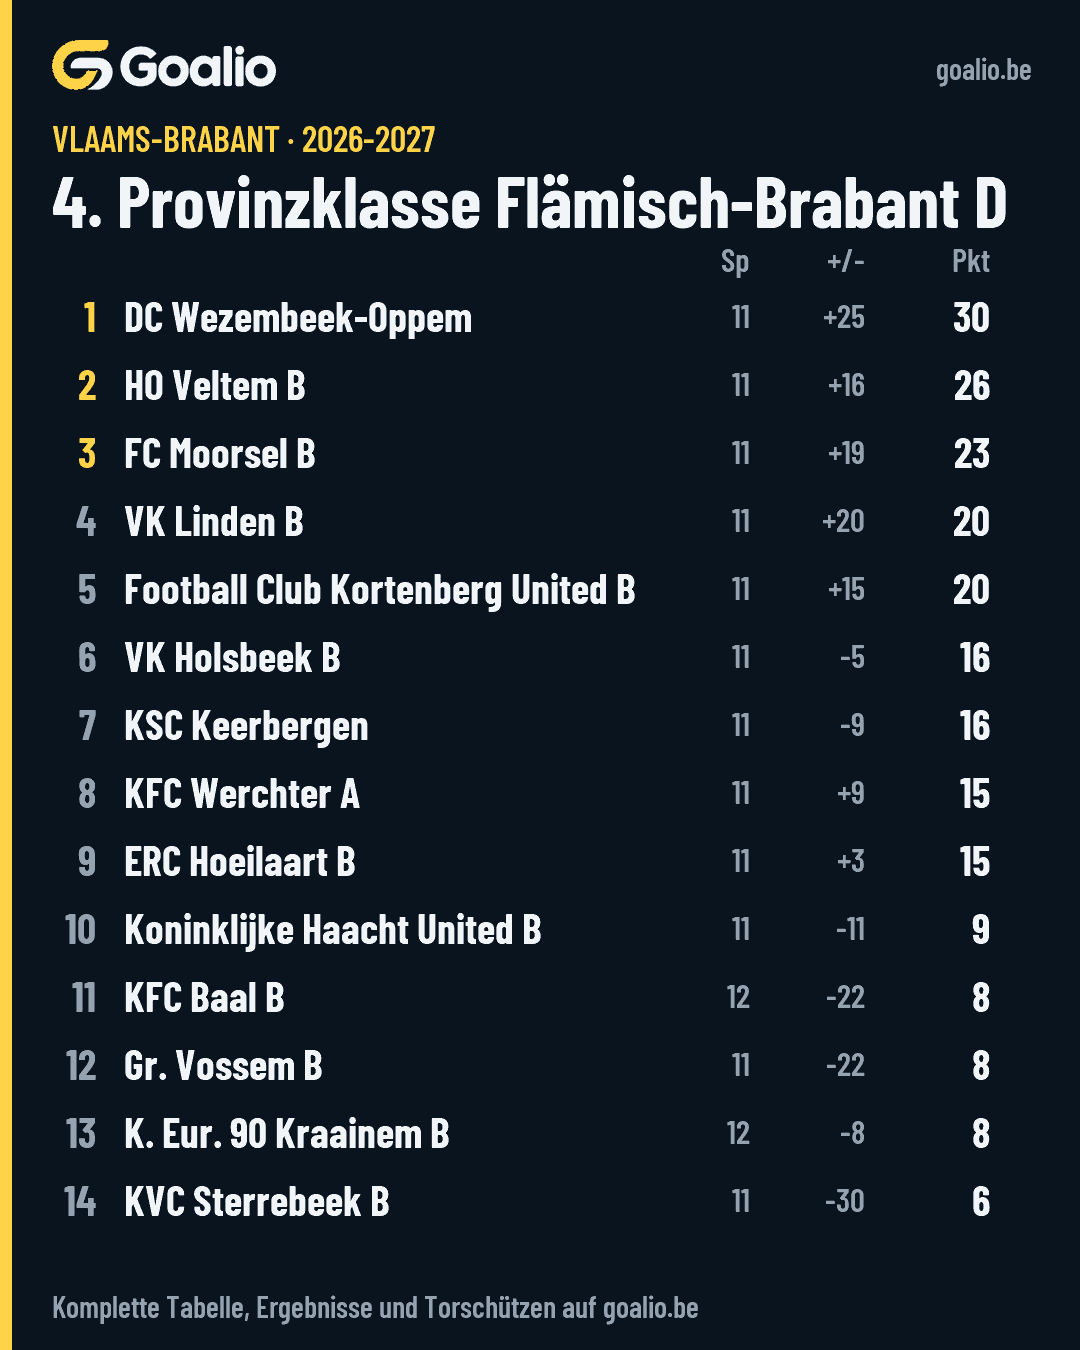 Goalio
goalio.be
VLAAMS-BRABANT · 2026-2027
4. Provinzklasse Flämisch-Brabant D
Sp +/- Pkt
1 DC Wezembeek-Oppem 11 +25 30
2 HO Veltem B 11 +16 26
3 FC Moorsel B 11 +19 23
4 VK Linden B 11 +20 20
5 Football Club Kortenberg United B 11 +15 20
6 VK Holsbeek B 11 -5 16
7 KSC Keerbergen 11 -9 16
8 KFC Werchter A 11 +9 15
9 ERC Hoeilaart B 11 +3 15
10 Koninklijke Haacht United B 11 -11 9
11 KFC Baal B 12 -22 8
12 Gr. Vossem B 11 -22 8
13 K. Eur. 90 Kraainem B 12 -8 8
14 KVC Sterrebeek B 11 -30 6
Komplette Tabelle, Ergebnisse und Torschützen auf goalio.be